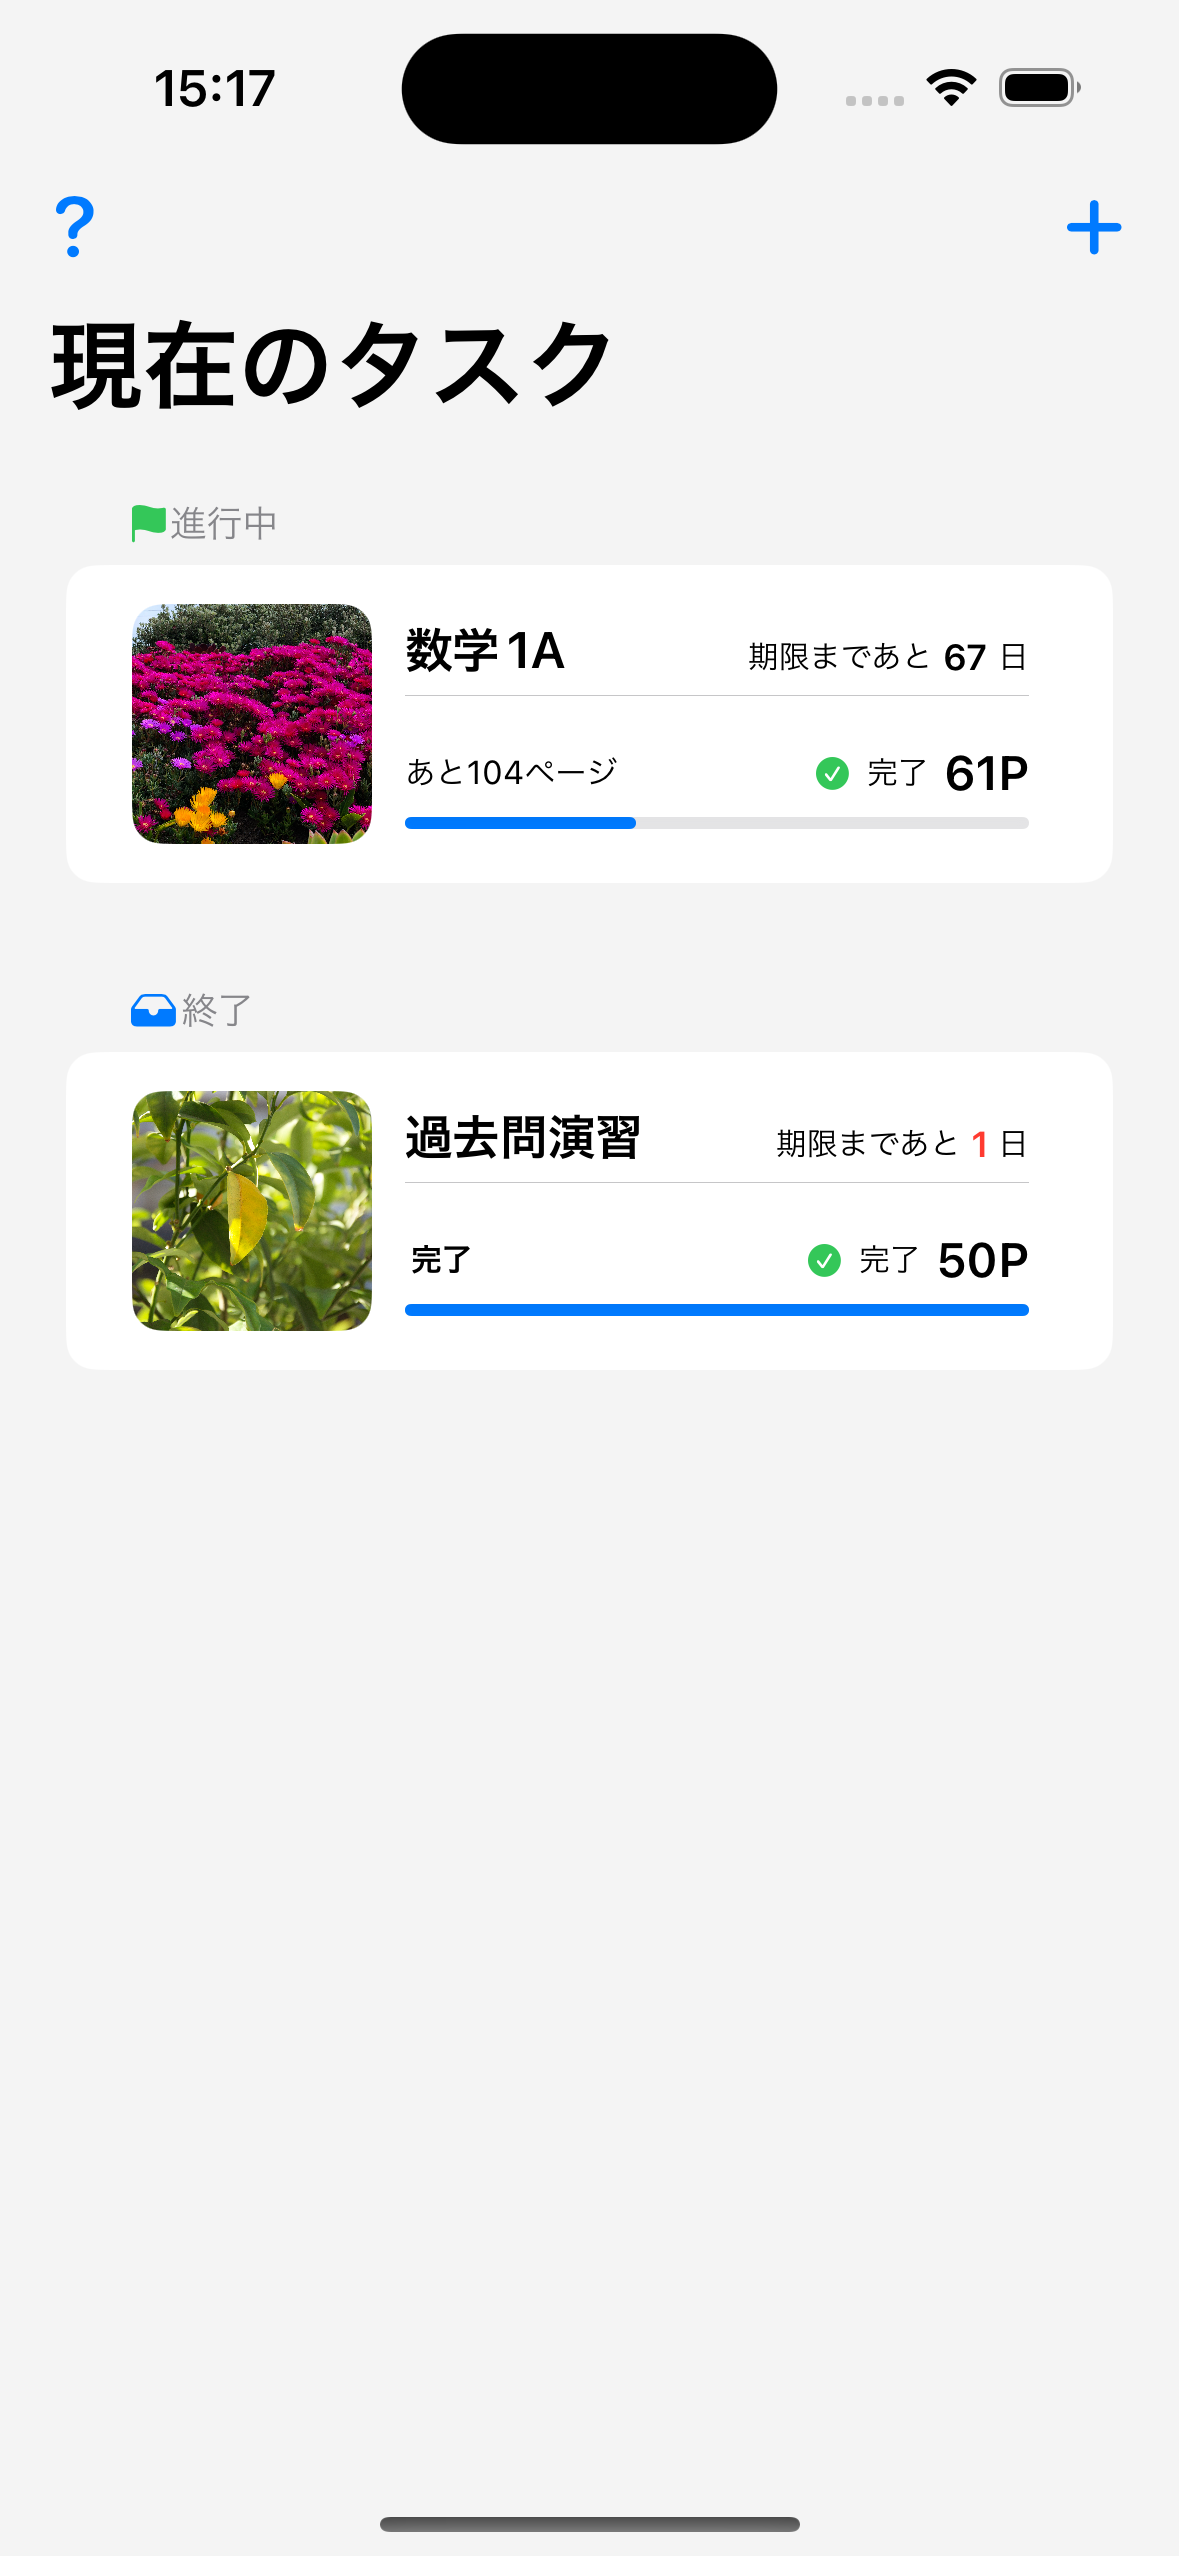 15:17
?
現在のタスク
進行中
数学 1A
期限まであと 67 日
あと104ページ
完了 61P
終了
過去問演習
期限まであと 1 日
完了
完了 50P